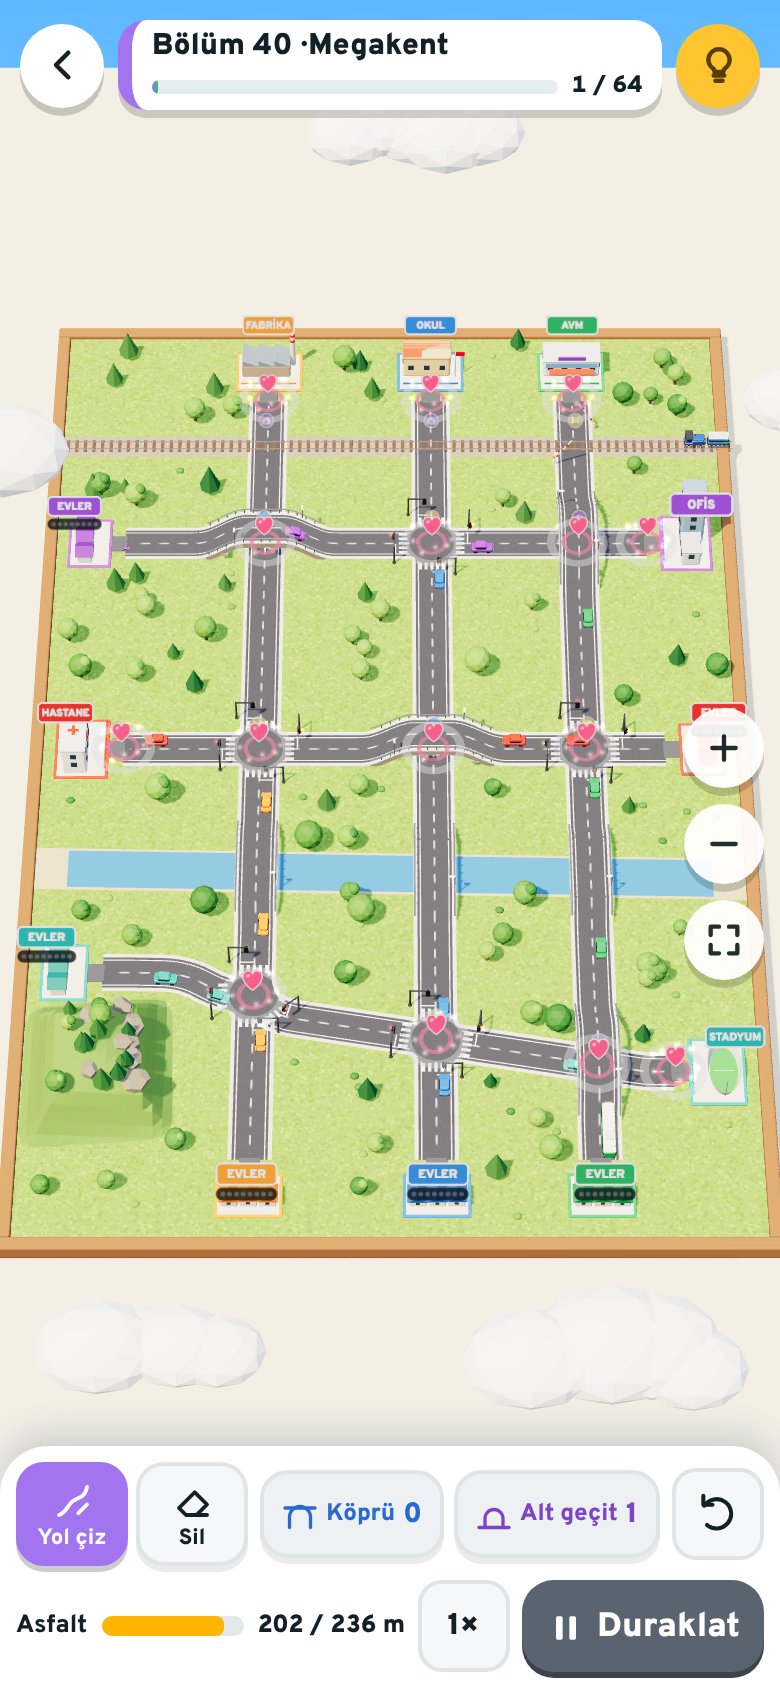 Bölüm 40 ·Megakent
1 / 64
FABRİKA
OKUL
AVM
EVLER
OFİS
HASTANE
EVLER
EVLER
STADYUM
EVLER
EVLER
EVLER
Yol çiz
Sil
Köprü 0
Alt geçit 1
Asfalt
202 / 236 m
1×
Duraklat